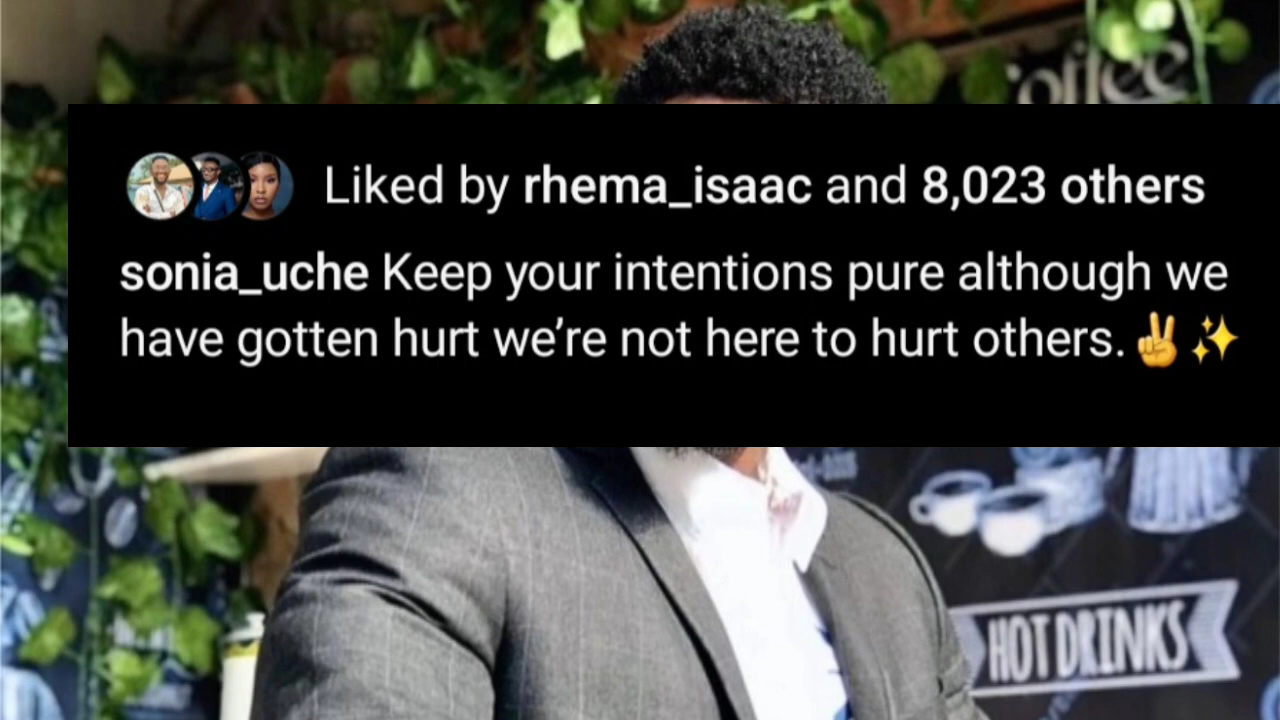 offee
Liked by rhema_isaac and 8,023 others
sonia_uche Keep your intentions pure although we
have gotten hurt we’re not here to hurt others.✌️✨
HOT DRINKS